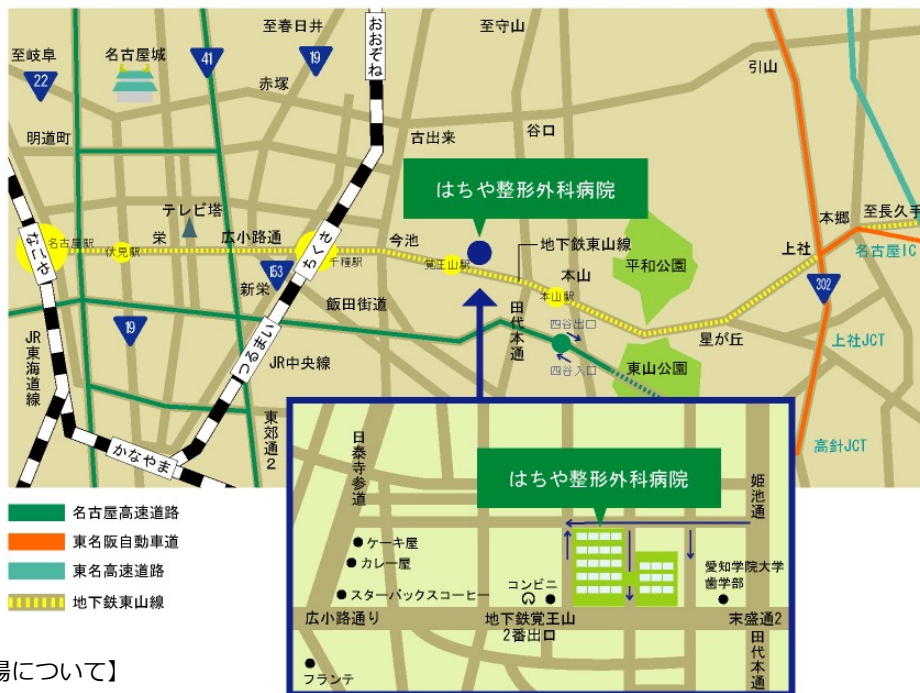 至春日井
至守山
至岐阜
名古屋城
41
19
おおぞね
22
赤塚
引山
明道町
古出来
谷口
はちや整形外科病院
テレビ塔
なごや
名古屋駅
伏見駅
栄
広小路通
ちくさ
千種駅
今池
覚王山駅
地下鉄東山線
本山
本山駅
平和公園
上社
本郷
至長久手
名古屋IC
153
新栄
飯田街道
302
19
つるまい
田代本通
四谷出口
四谷入口
星が丘
上社JCT
JR東海道線
JR中央線
東山公園
かなやま
東郊通2
高針JCT
名古屋高速道路
東名阪自動車道
東名高速道路
地下鉄東山線
日泰寺参道
はちや整形外科病院
姫池通
ケーキ屋
カレー屋
スターバックスコーヒー
コンビニ
愛知学院大学
歯学部
広小路通り
地下鉄覚王山
2番出口
末盛通2
田代本通
フランテ
場について】